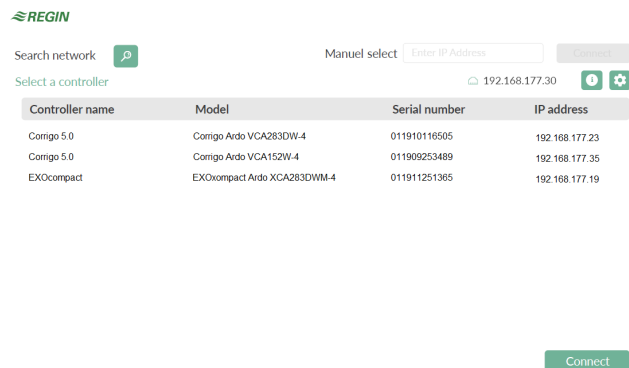 REGIN
Search network Manuel select Enter IP Address Connect
Select a controller 192.168.177.30
Controller name Model Serial number IP address
Corrigo 5.0 Corrigo Ardo VCA283DW-4 011910116505 192.168.177.23
Corrigo 5.0 Corrigo Ardo VCA152W-4 011909253489 192.168.177.35
EXOcompact EXOxompact Ardo XCA283DWM-4 011911251365 192.168.177.19
Connect